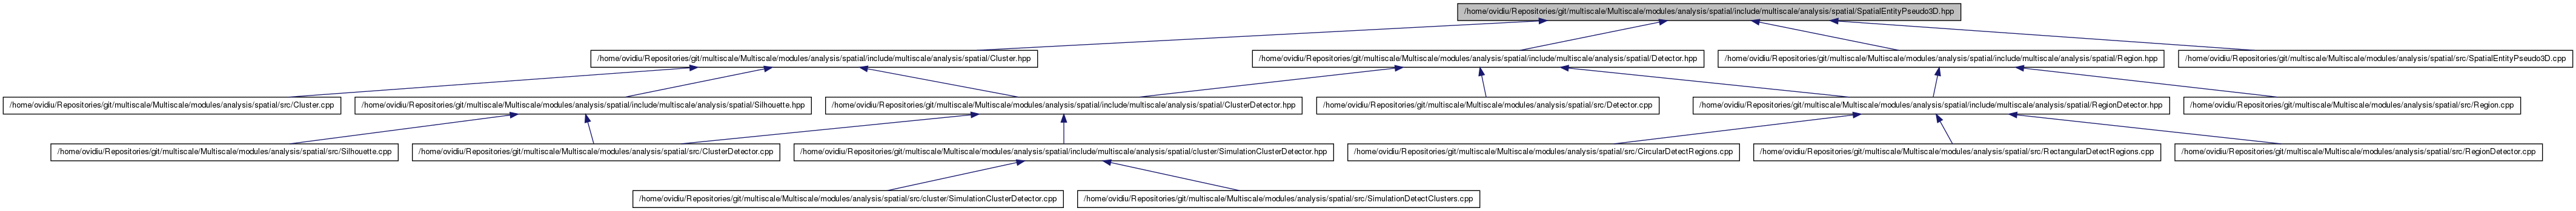 /home/ovidiu/Repositories/git/multiscale/Multiscale/modules/analysis/spatial/include/multiscale/analysis/spatial/SpatialEntityPseudo3D.hpp
/home/ovidiu/Repositories/git/multiscale/Multiscale/modules/analysis/spatial/include/multiscale/analysis/spatial/Cluster.hpp
/home/ovidiu/Repositories/git/multiscale/Multiscale/modules/analysis/spatial/include/multiscale/analysis/spatial/Detector.hpp
/home/ovidiu/Repositories/git/multiscale/Multiscale/modules/analysis/spatial/include/multiscale/analysis/spatial/Region.hpp
/home/ovidiu/Repositories/git/multiscale/Multiscale/modules/analysis/spatial/src/SpatialEntityPseudo3D.cpp
/home/ovidiu/Repositories/git/multiscale/Multiscale/modules/analysis/spatial/src/Cluster.cpp
/home/ovidiu/Repositories/git/multiscale/Multiscale/modules/analysis/spatial/include/multiscale/analysis/spatial/Silhouette.hpp
/home/ovidiu/Repositories/git/multiscale/Multiscale/modules/analysis/spatial/include/multiscale/analysis/spatial/ClusterDetector.hpp
/home/ovidiu/Repositories/git/multiscale/Multiscale/modules/analysis/spatial/src/Detector.cpp
/home/ovidiu/Repositories/git/multiscale/Multiscale/modules/analysis/spatial/include/multiscale/analysis/spatial/RegionDetector.hpp
/home/ovidiu/Repositories/git/multiscale/Multiscale/modules/analysis/spatial/src/Region.cpp
/home/ovidiu/Repositories/git/multiscale/Multiscale/modules/analysis/spatial/src/Silhouette.cpp
/home/ovidiu/Repositories/git/multiscale/Multiscale/modules/analysis/spatial/src/ClusterDetector.cpp
/home/ovidiu/Repositories/git/multiscale/Multiscale/modules/analysis/spatial/include/multiscale/analysis/spatial/cluster/SimulationClusterDetector.hpp
/home/ovidiu/Repositories/git/multiscale/Multiscale/modules/analysis/spatial/src/CircularDetectRegions.cpp
/home/ovidiu/Repositories/git/multiscale/Multiscale/modules/analysis/spatial/src/RectangularDetectRegions.cpp
/home/ovidiu/Repositories/git/multiscale/Multiscale/modules/analysis/spatial/src/RegionDetector.cpp
/home/ovidiu/Repositories/git/multiscale/Multiscale/modules/analysis/spatial/src/cluster/SimulationClusterDetector.cpp
/home/ovidiu/Repositories/git/multiscale/Multiscale/modules/analysis/spatial/src/SimulationDetectClusters.cpp